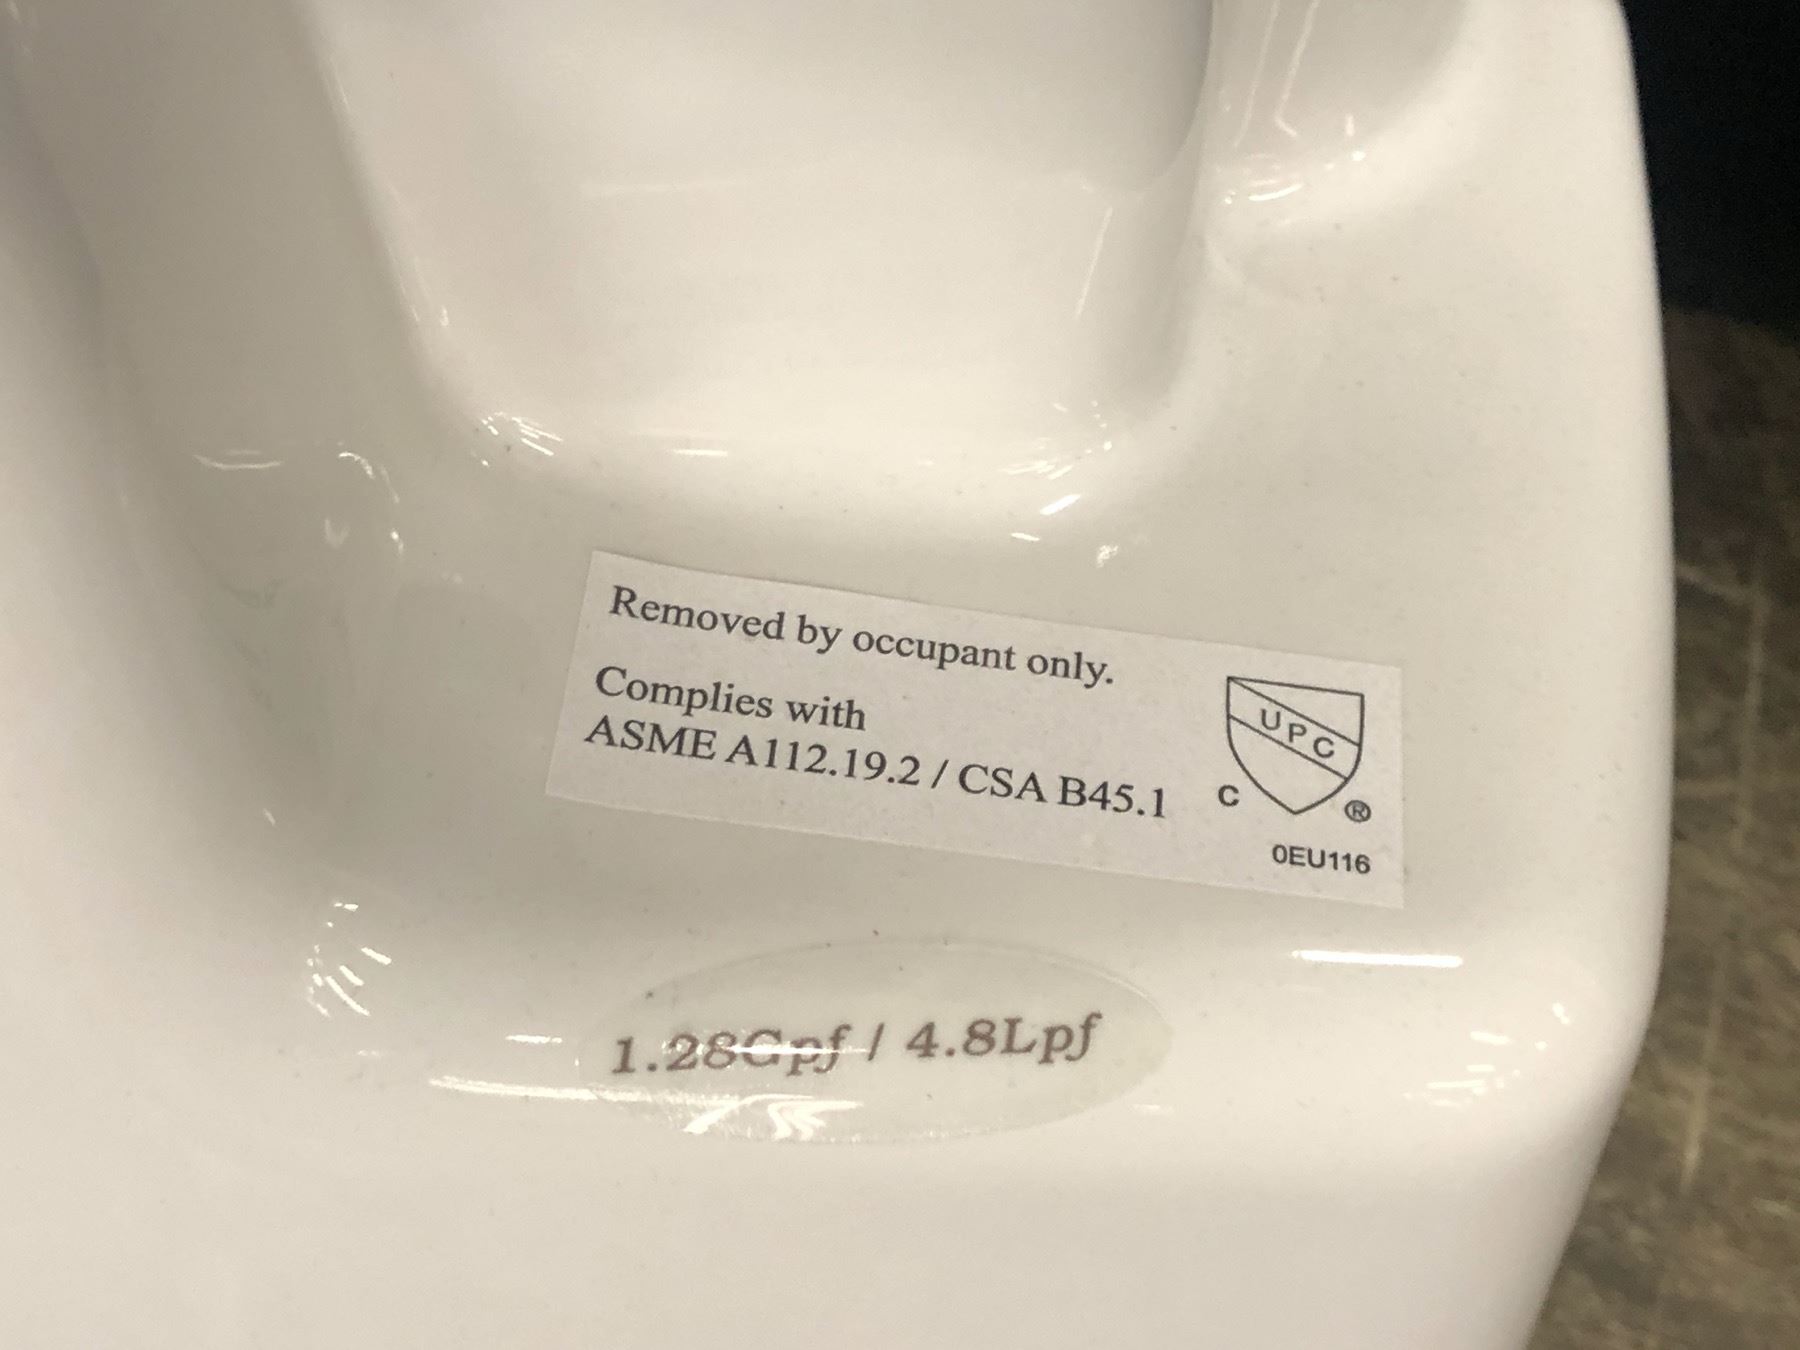 Removed by occupant only.
Complies with
ASME A112.19.2 / CSA B45.1
UPC
C ®
0EU116
1.28Gpf / 4.8Lpf